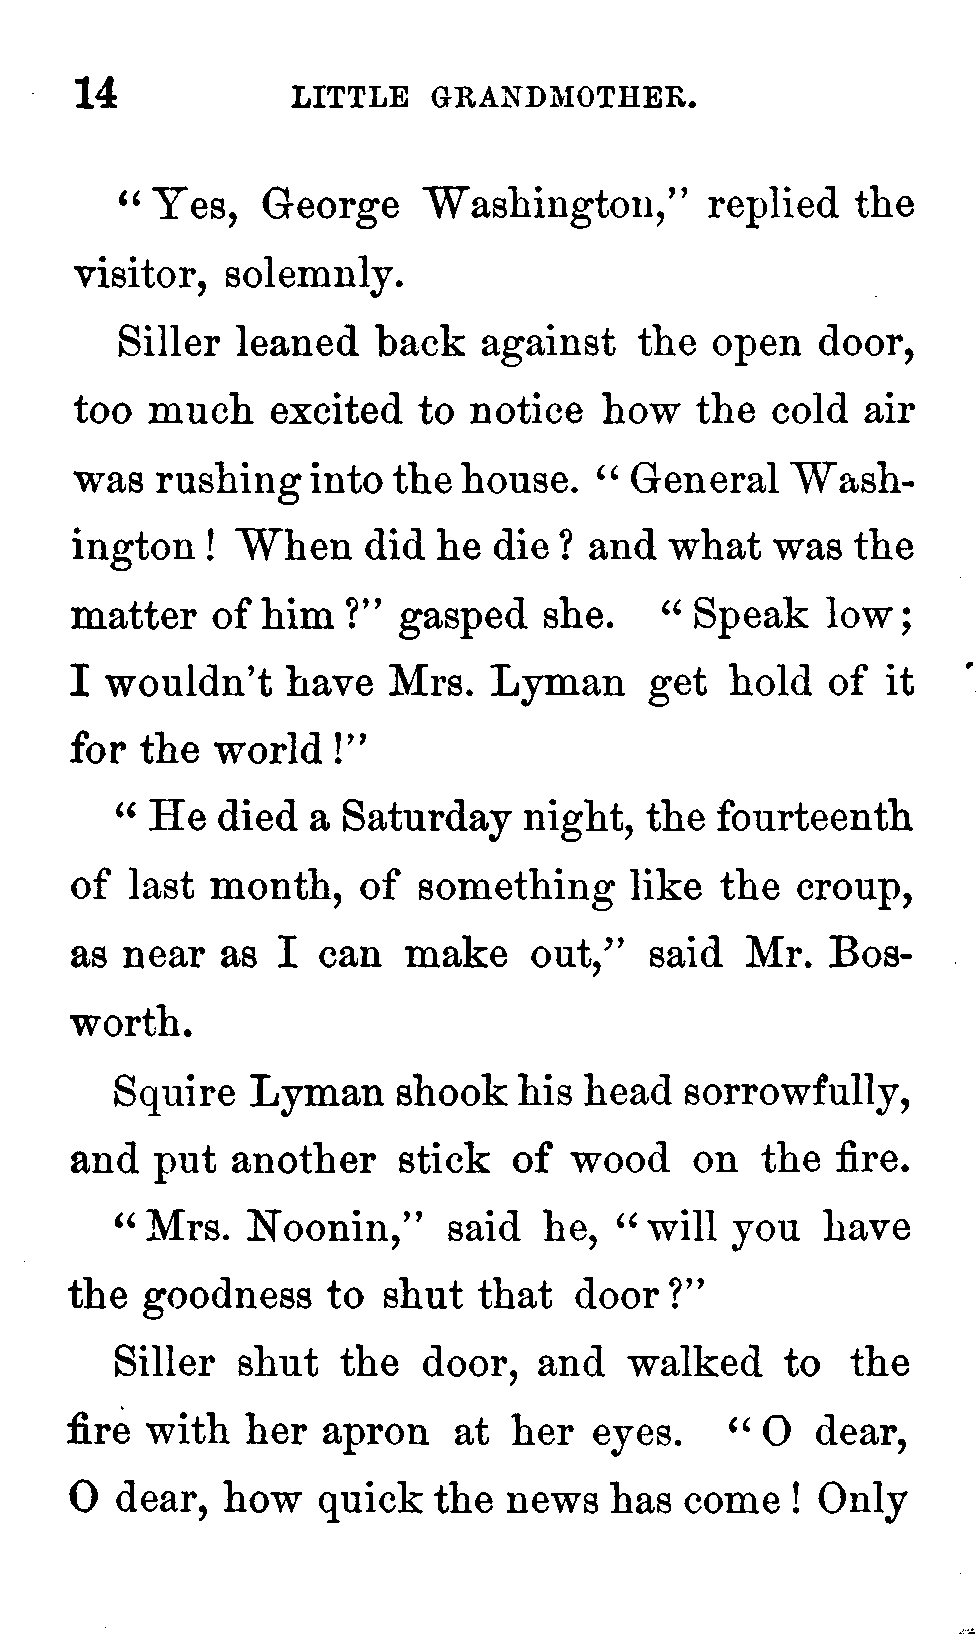 14 LITTLE GRANDMOTHER.
"Yes, George Washington," replied the
visitor, solemnly.
Siller leaned back against the open door,
too much excited to notice how the cold air
was rushing into the house. "General Wash-
ington! When did he die? and what was the
matter of him?" gasped she. "Speak low;
I wouldn't have Mrs. Lyman get hold of it
for the world!"
"He died a Saturday night, the fourteenth
of last month, of something like the croup,
as near as I can make out," said Mr. Bos-
worth.
Squire Lyman shook his head sorrowfully,
and put another stick of wood on the fire.
"Mrs. Noonin," said he, "will you have
the goodness to shut that door?"
Siller shut the door, and walked to the
fire with her apron at her eyes. "O dear,
O dear, how quick the news has come! Only